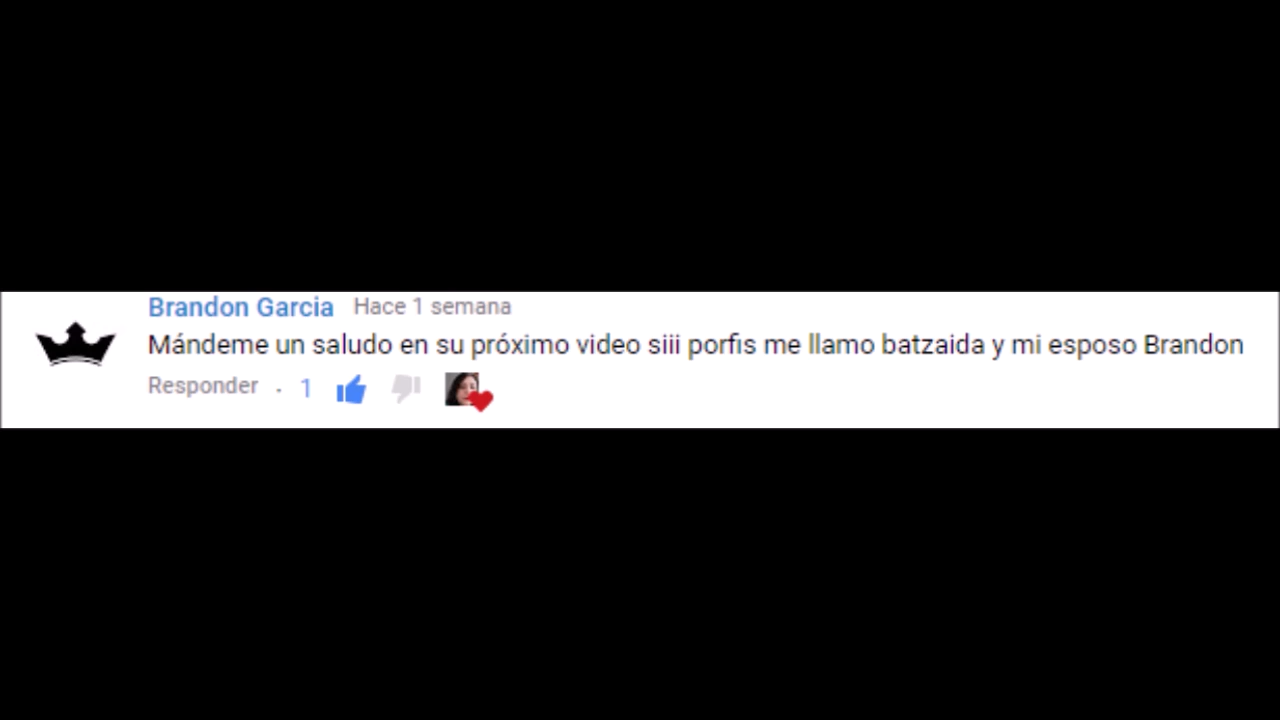 Brandon Garcia Hace 1 semana
Mándeme un saludo en su próximo video siii porfis me llamo batzaida y mi esposo Brandon
Responder . 1